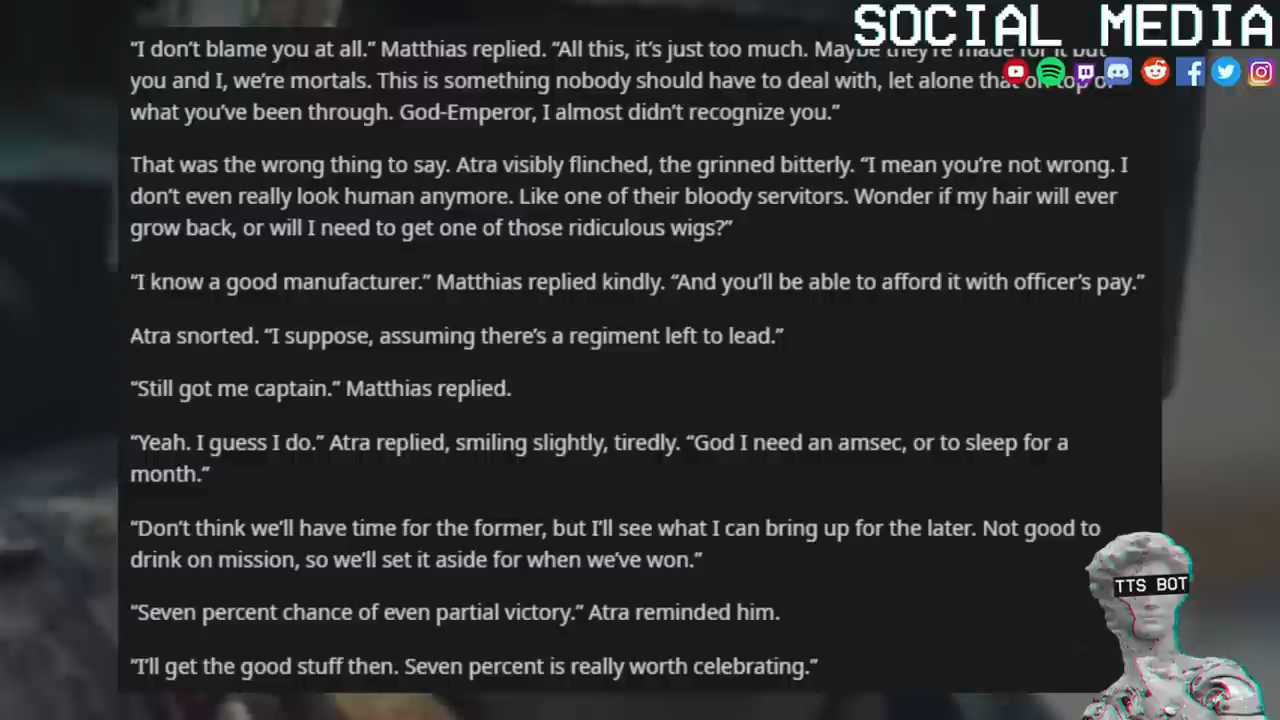 SOCIAL MEDIA
“I don’t blame you at all.” Matthias replied. “All this, it’s just too much. Maybe they’re made for it but
you and I, we’re mortals. This is something nobody should have to deal with, let alone that on top of
what you’ve been through. God-Emperor, I almost didn’t recognize you.”
That was the wrong thing to say. Atra visibly flinched, the grinned bitterly. “I mean you’re not wrong. I
don’t even really look human anymore. Like one of their bloody servitors. Wonder if my hair will ever
grow back, or will I need to get one of those ridiculous wigs?”
“I know a good manufacturer.” Matthias replied kindly. “And you’ll be able to afford it with officer’s pay.”
Atra snorted. “I suppose, assuming there’s a regiment left to lead.”
“Still got me captain.” Matthias replied.
“Yeah. I guess I do.” Atra replied, smiling slightly, tiredly. “God I need an amsec, or to sleep for a
month.”
“Don’t think we’ll have time for the former, but I’ll see what I can bring up for the later. Not good to
drink on mission, so we’ll set it aside for when we’ve won.”
“Seven percent chance of even partial victory.” Atra reminded him.
“I’ll get the good stuff then. Seven percent is really worth celebrating.”
TTS BOT